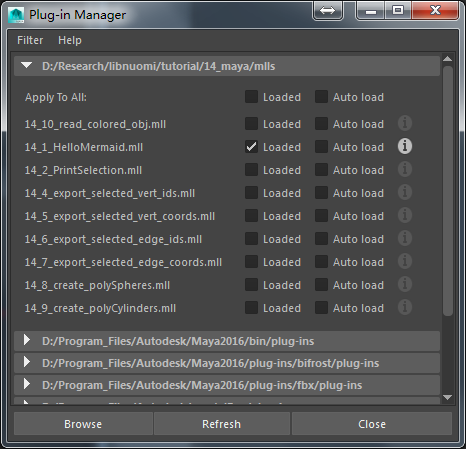 Plug-in Manager
Filter Help
D:/Research/libnuomi/tutorial/14_maya/mlls
Apply To All: Loaded Auto load
14_10_read_colored_obj.mll Loaded Auto load
14_1_HelloMermaid.mll Loaded Auto load
14_2_PrintSelection.mll Loaded Auto load
14_4_export_selected_vert_ids.mll Loaded Auto load
14_5_export_selected_vert_coords.mll Loaded Auto load
14_6_export_selected_edge_ids.mll Loaded Auto load
14_7_export_selected_edge_coords.mll Loaded Auto load
14_8_create_polySpheres.mll Loaded Auto load
14_9_create_polyCylinders.mll Loaded Auto load
D:/Program_Files/Autodesk/Maya2016/bin/plug-ins
D:/Program_Files/Autodesk/Maya2016/plug-ins/bifrost/plug-ins
D:/Program_Files/Autodesk/Maya2016/plug-ins/fbx/plug-ins
Browse Refresh Close